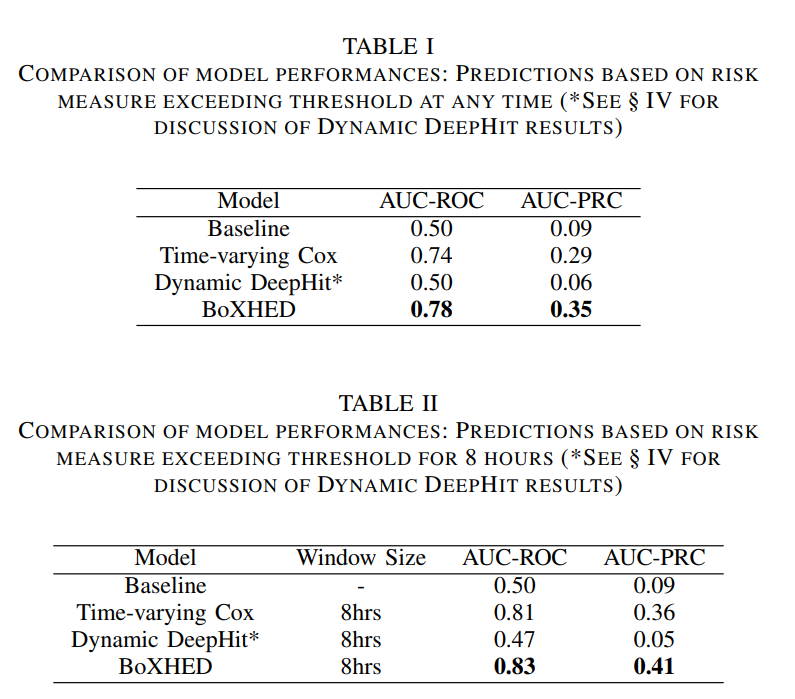 TABLE I
COMPARISON OF MODEL PERFORMANCES: PREDICTIONS BASED ON RISK
MEASURE EXCEEDING THRESHOLD AT ANY TIME (*SEE § IV FOR
DISCUSSION OF DYNAMIC DEEPHIT RESULTS)
Model AUC-ROC AUC-PRC
Baseline 0.50 0.09
Time-varying Cox 0.74 0.29
Dynamic DeepHit* 0.50 0.06
BoXHED 0.78 0.35
TABLE II
COMPARISON OF MODEL PERFORMANCES: PREDICTIONS BASED ON RISK
MEASURE EXCEEDING THRESHOLD FOR 8 HOURS (*SEE § IV FOR
DISCUSSION OF DYNAMIC DEEPHIT RESULTS)
Model Window Size AUC-ROC AUC-PRC
Baseline - 0.50 0.09
Time-varying Cox 8hrs 0.81 0.36
Dynamic DeepHit* 8hrs 0.47 0.05
BoXHED 8hrs 0.83 0.41